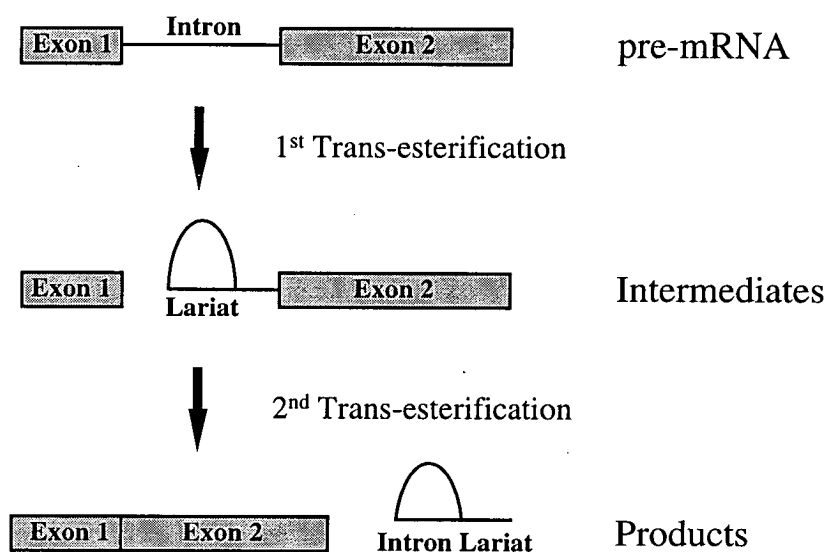 Intron
Exon 1 Exon 2 pre-mRNA
1st Trans-esterification
Exon 1 Exon 2 Intermediates
Lariat
2nd Trans-esterification
Exon 1 Exon 2 Products
Intron Lariat